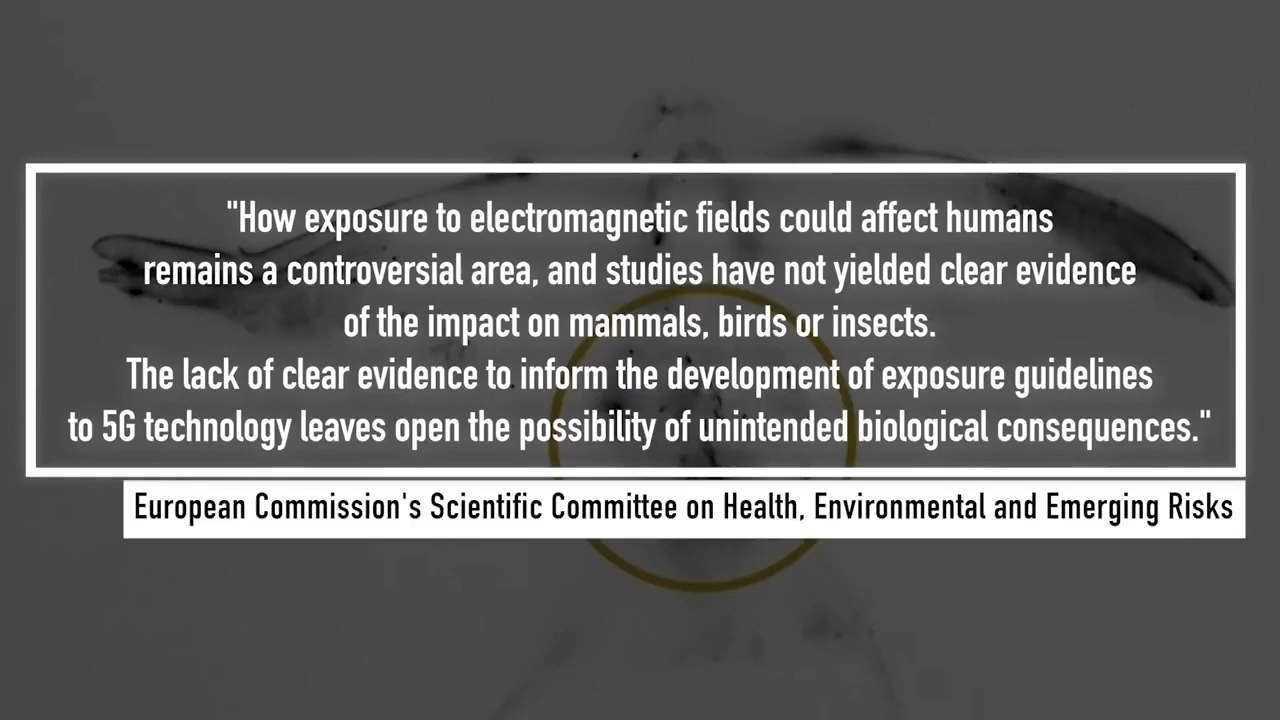 "How exposure to electromagnetic fields could affect humans
remains a controversial area, and studies have not yielded clear evidence
of the impact on mammals, birds or insects.
The lack of clear evidence to inform the development of exposure guidelines
to 5G technology leaves open the possibility of unintended biological consequences."
European Commission's Scientific Committee on Health, Environmental and Emerging Risks